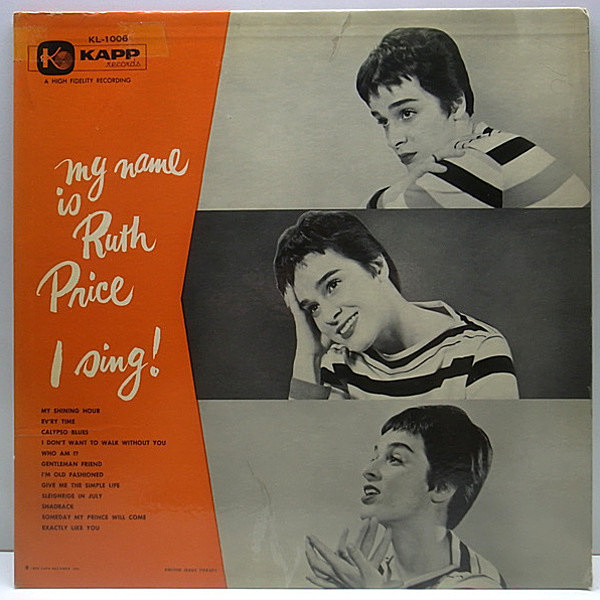 KL-1006
K KAPP
records
A HIGH FIDELITY RECORDING
my name
is
Ruth
Price
I sing!
MY SHINING HOUR
EV'RY TIME
CALYPSO BLUES
I DON'T WANT TO WALK WITHOUT YOU
WHO AM I?
GENTLEMAN FRIEND
I'M OLD FASHIONED
GIVE ME THE SIMPLE LIFE
SLEIGHRIDE IN JULY
SHADRACK
SOMEDAY MY PRINCE WILL COME
EXACTLY LIKE YOU